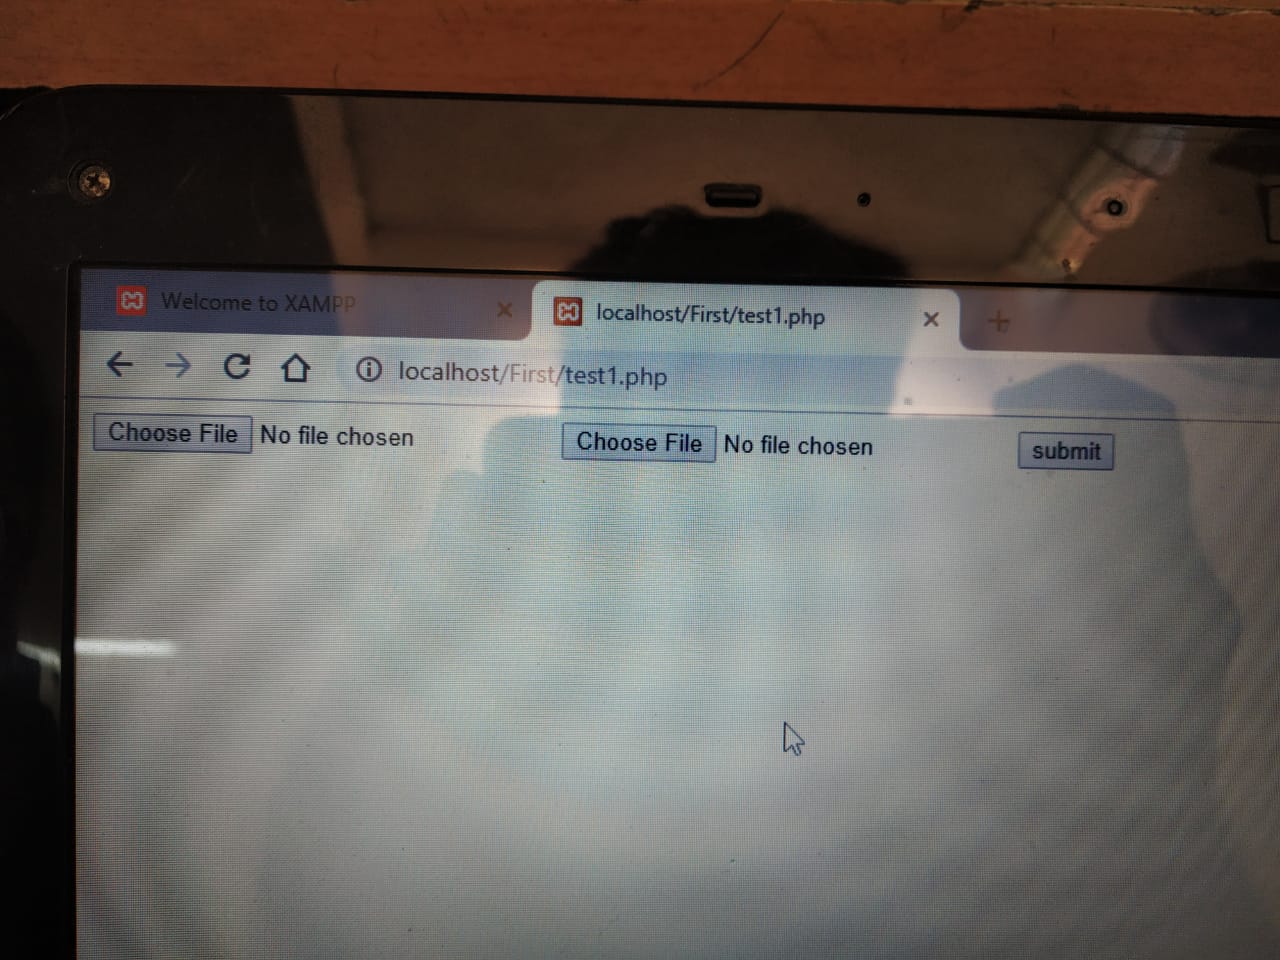 Welcome to XAMPP
localhost/First/test1.php
localhost/First/test1.php
Choose File No file chosen Choose File No file chosen submit